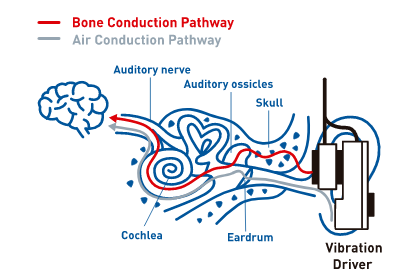 Bone Conduction Pathway
Air Conduction Pathway
Auditory nerve
Auditory ossicles
Skull
Cochlea
Eardrum
Vibration
Driver